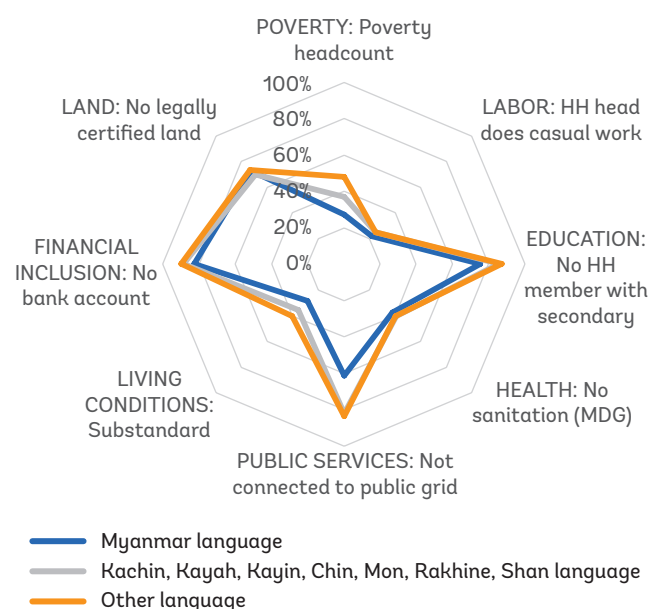 POVERTY: Poverty
headcount
100%
LAND: No legally
certified land
80%
LABOR: HH head
does casual work
60%
40%
20%
FINANCIAL
INCLUSION: No
bank account
0%
EDUCATION:
No HH
member with
secondary
LIVING
CONDITIONS:
Substandard
HEALTH: No
sanitation (MDG)
PUBLIC SERVICES: Not
connected to public grid
Myanmar language
Kachin, Kayah, Kayin, Chin, Mon, Rakhine, Shan language
Other language